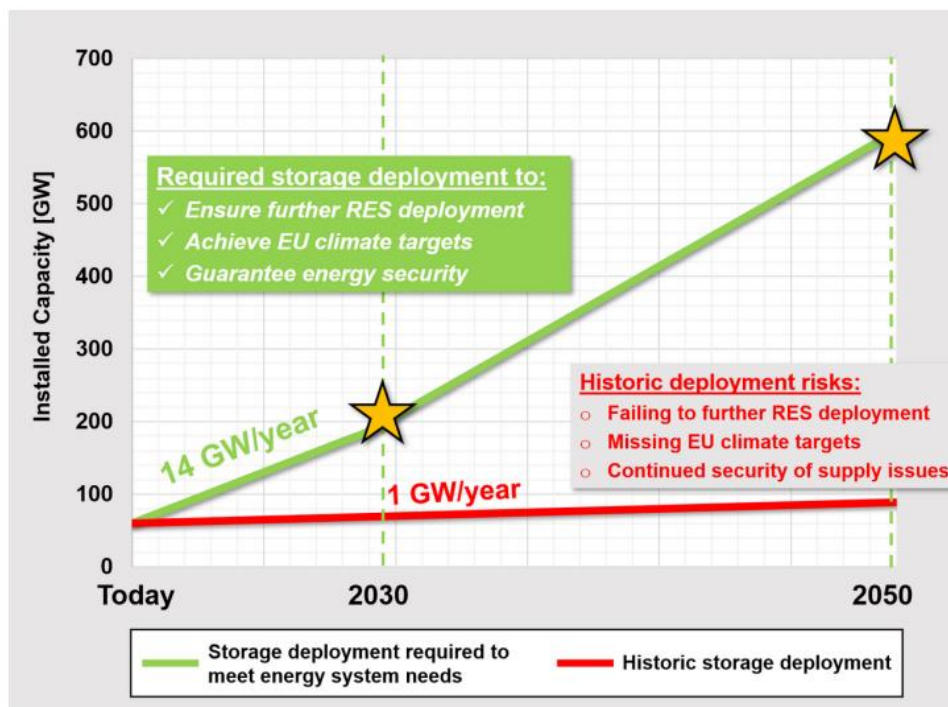 700
600
500
400
300
200
100
0
Installed Capacity [GW]
Required storage deployment to:
✓ Ensure further RES deployment
✓ Achieve EU climate targets
✓ Guarantee energy security
14 GW/year
1 GW/year
Historic deployment risks:
o Failing to further RES deployment
o Missing EU climate targets
o Continued security of supply issues
Today
2030
2050
Storage deployment required to
meet energy system needs
Historic storage deployment